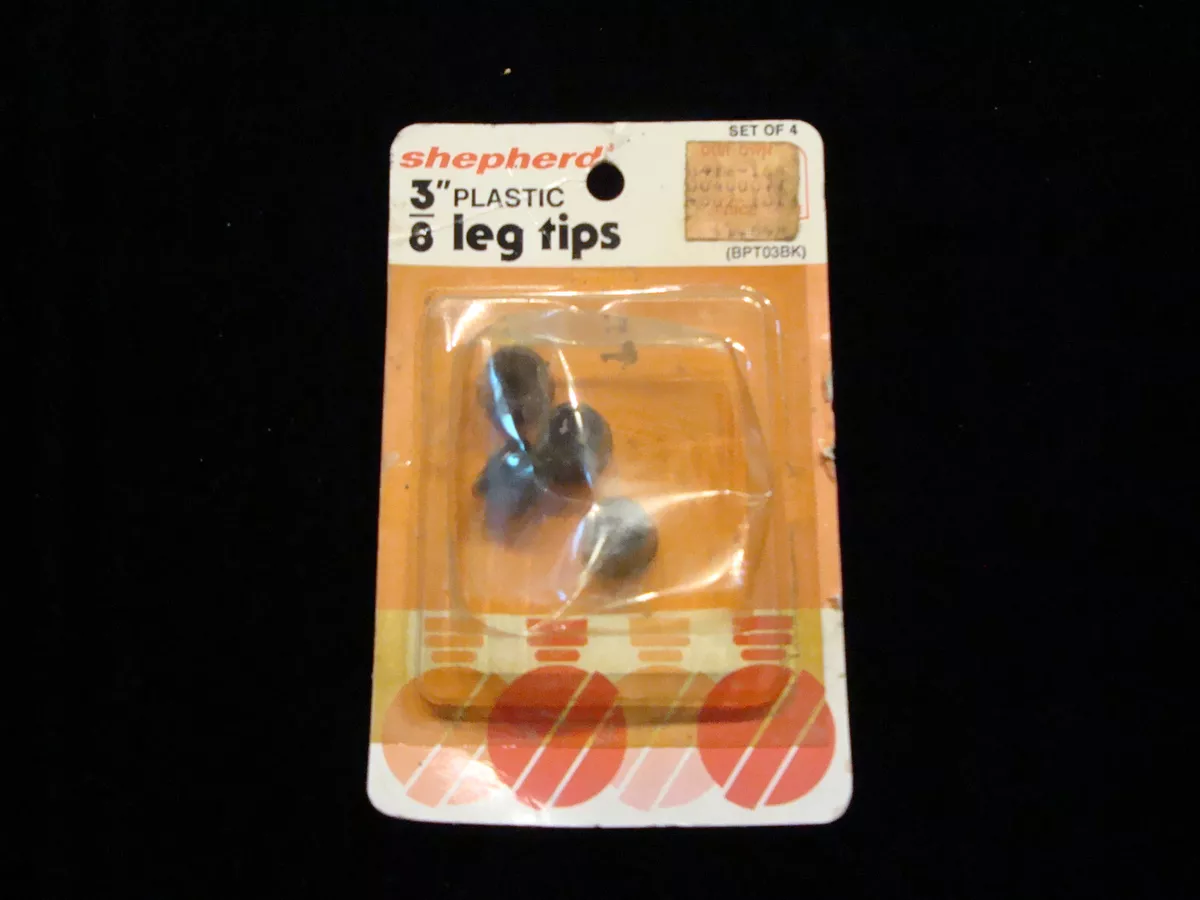 SET OF 4
shepherd
3/8" PLASTIC
leg tips
(BPT03BK)